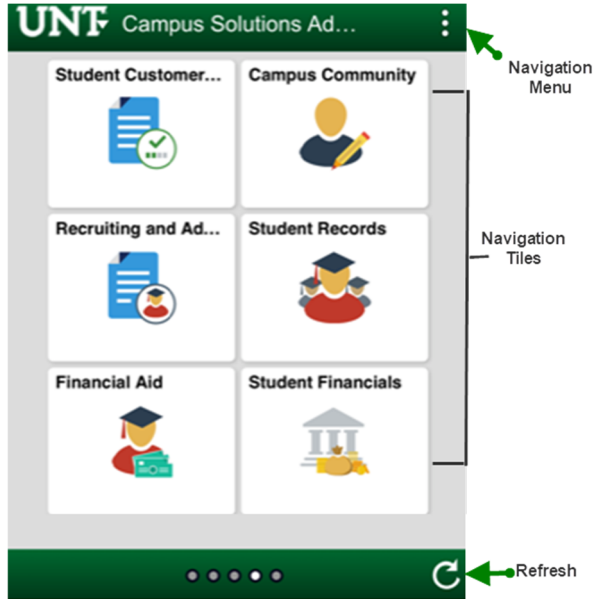 UNT Campus Solutions Ad...
Navigation
Menu
Student Customer...
Campus Community
Recruiting and Ad...
Student Records
Navigation
Tiles
Financial Aid
Student Financials
Refresh